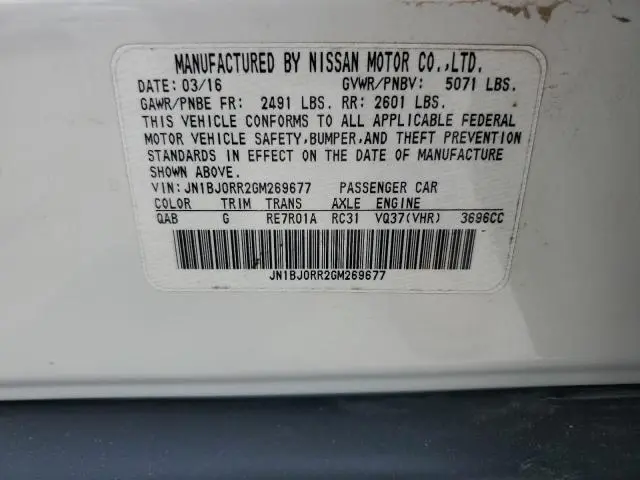 MANUFACTURED BY NISSAN MOTOR CO.,LTD.
DATE: 03/16 GVWR/PNBV: 5071 LBS.
GAWR/PNBE FR: 2491 LBS. RR: 2601 LBS.
THIS VEHICLE CONFORMS TO ALL APPLICABLE FEDERAL
MOTOR VEHICLE SAFETY,BUMPER,AND THEFT PREVENTION
STANDARDS IN EFFECT ON THE DATE OF MANUFACTURE
SHOWN ABOVE.
VIN: JN1BJ0RR2GM269677 PASSENGER CAR
COLOR TRIM TRANS AXLE ENGINE
QAB G RE7R01A RC31 VQ37(VHR) 3696CC
JN1BJ0RR2GM269677